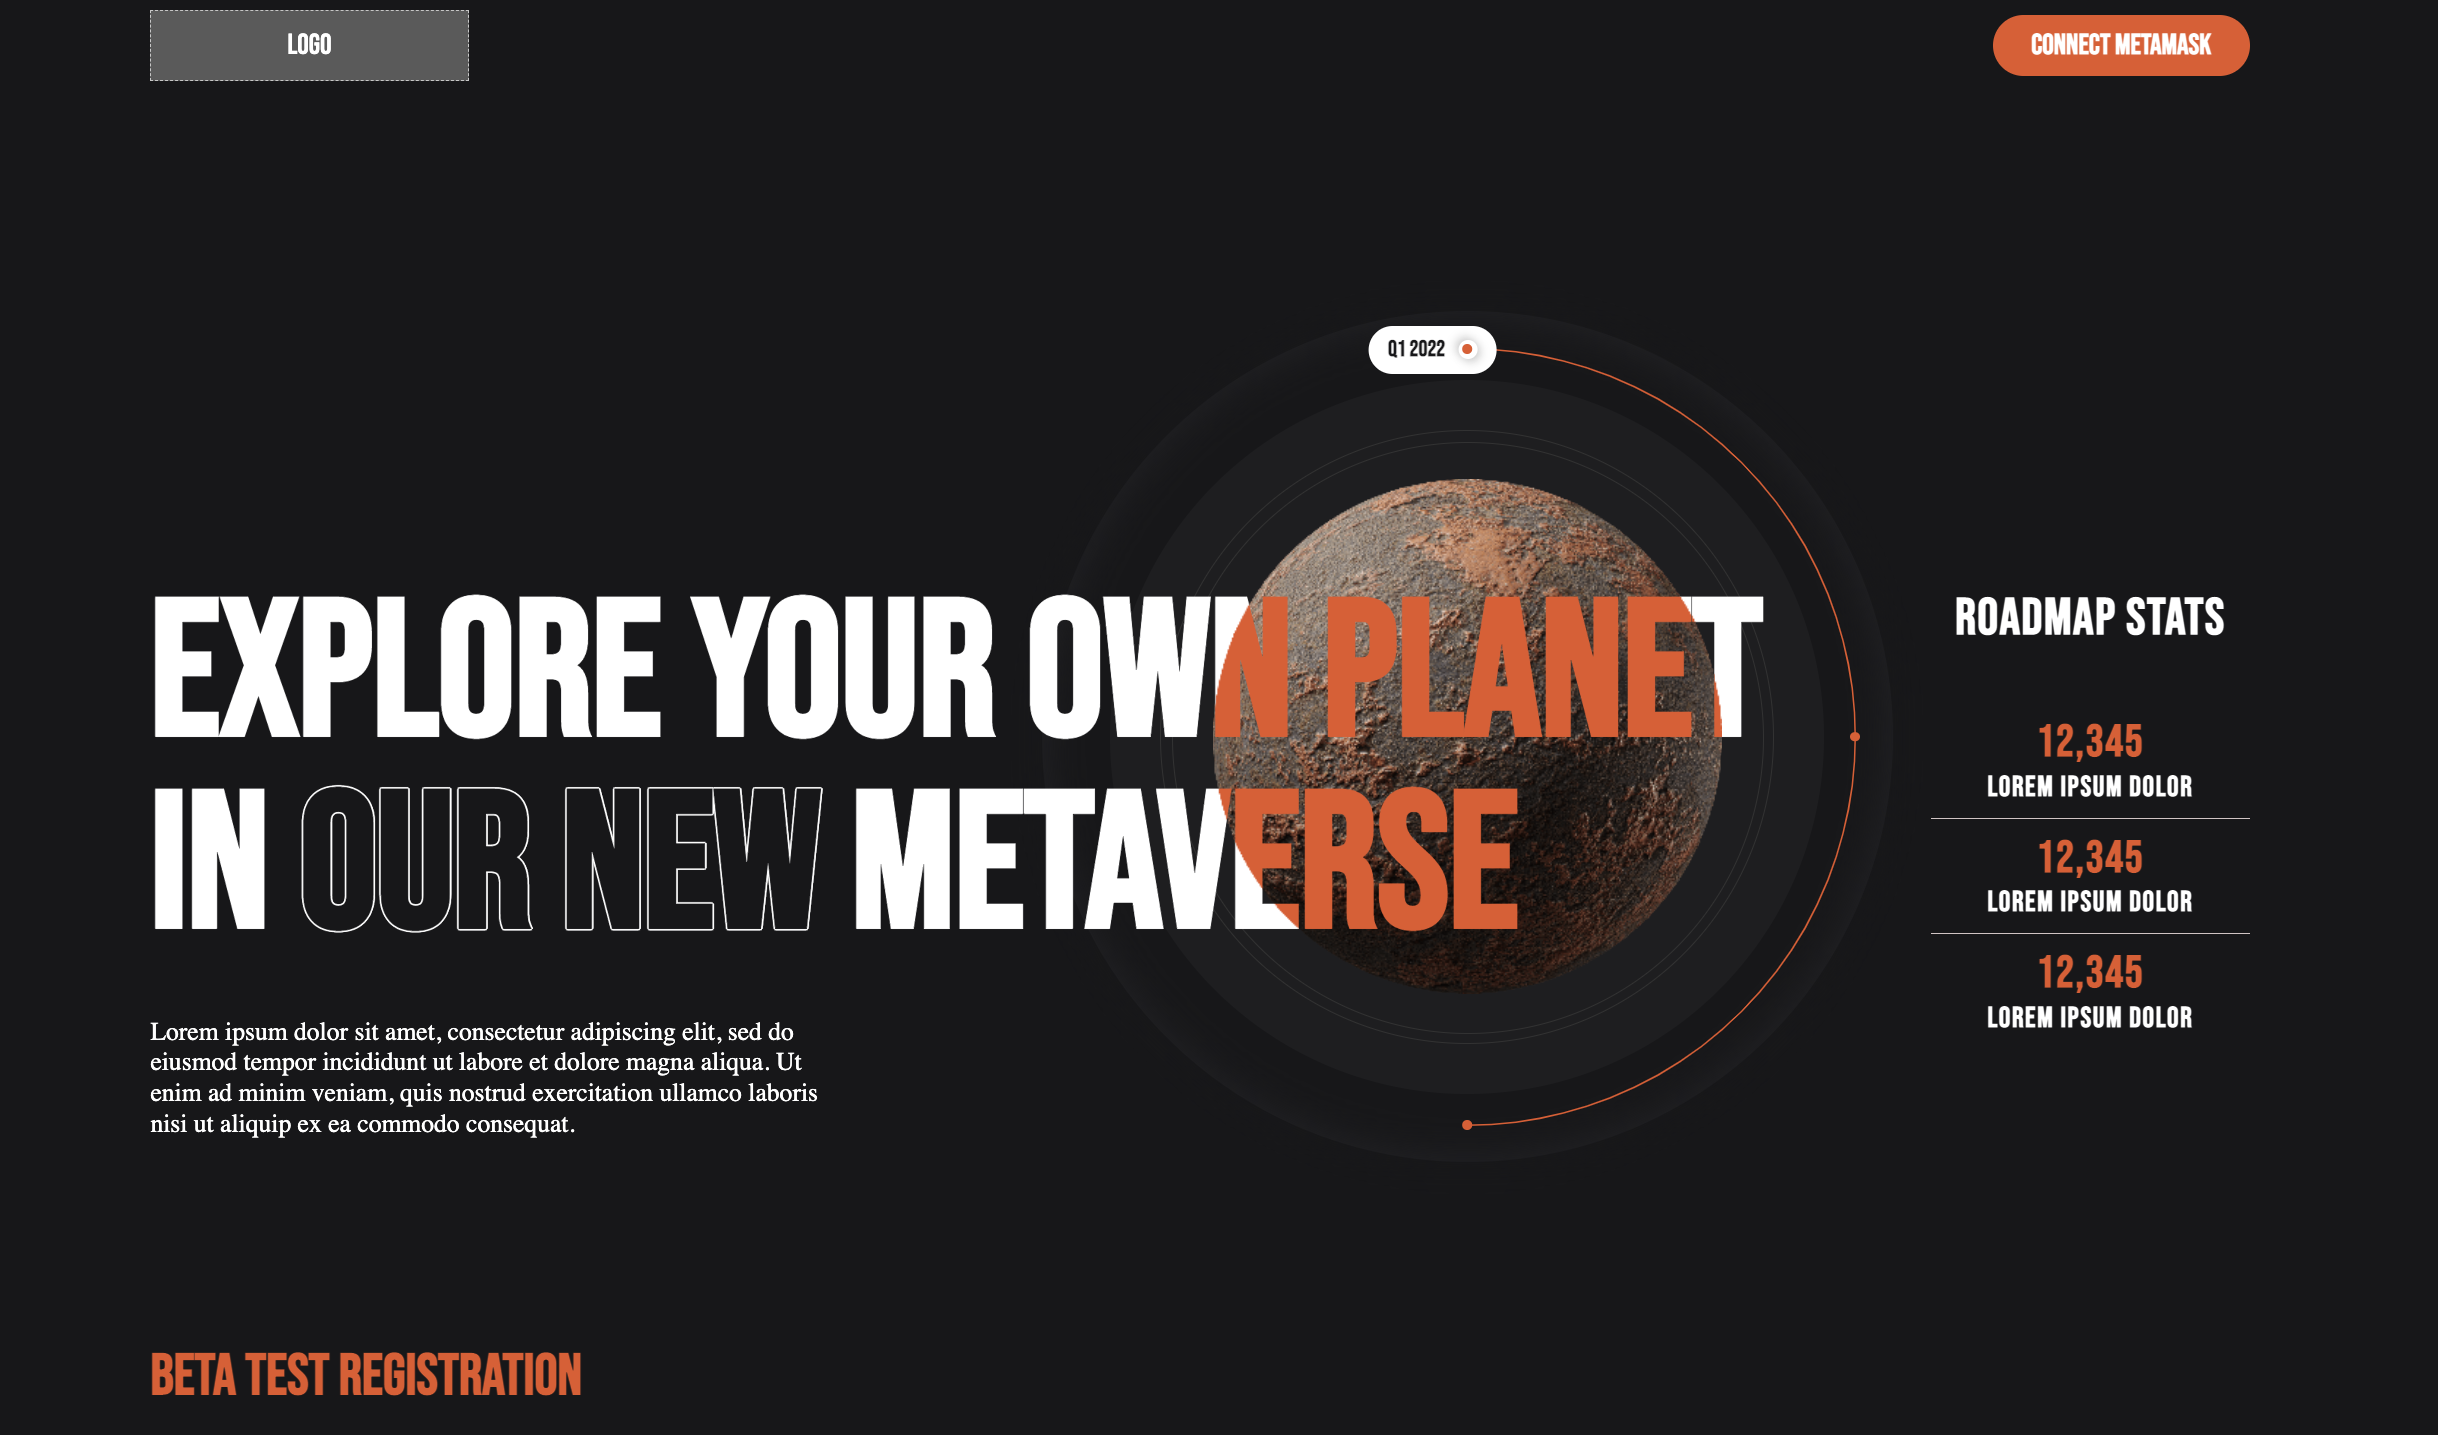 LOGO
CONNECT METAMASK
Q1 2022
EXPLORE YOUR OWN PLANET
IN OUR NEW METAVERSE
Lorem ipsum dolor sit amet, consectetur adipiscing elit, sed do
eiusmod tempor incididunt ut labore et dolore magna aliqua. Ut
enim ad minim veniam, quis nostrud exercitation ullamco laboris
nisi ut aliquip ex ea commodo consequat.
ROADMAP STATS
12,345
LOREM IPSUM DOLOR
12,345
LOREM IPSUM DOLOR
12,345
LOREM IPSUM DOLOR
BETA TEST REGISTRATION